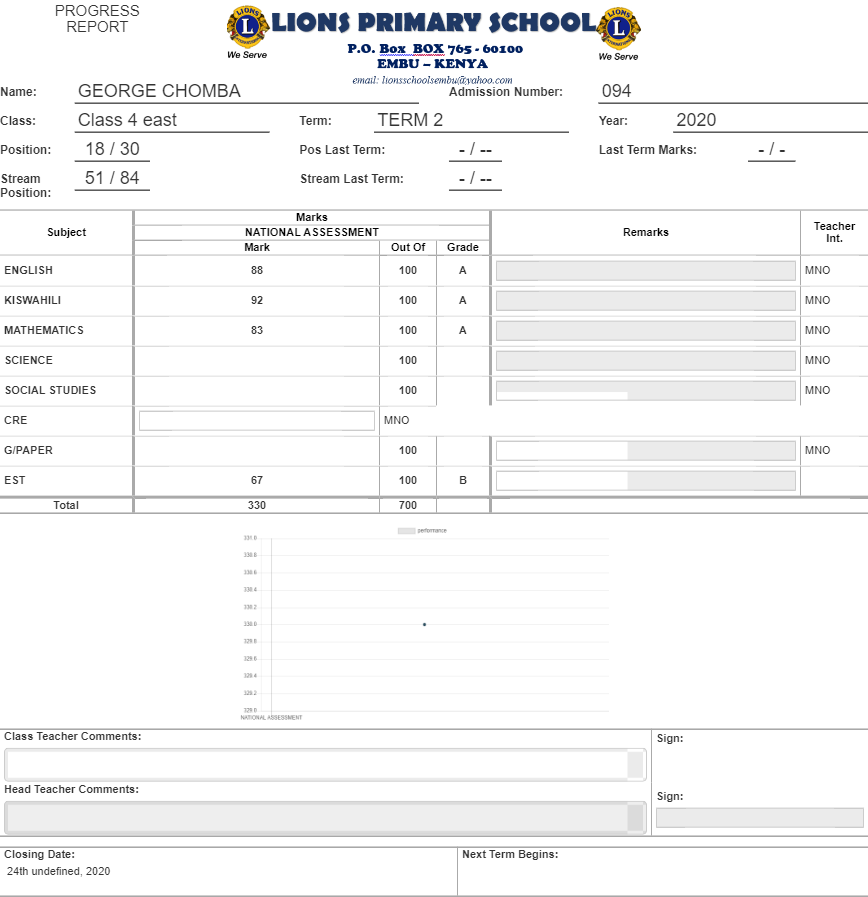 PROGRESS
REPORT
LIONS
L
INTERNATIONAL
We Serve
LIONS PRIMARY SCHOOL
P.O. Box BOX 765 - 60100
EMBU – KENYA
email: lionsschoolsembu@yahoo.com
LIONS
L
INTERNATIONAL
We Serve
Name: GEORGE CHOMBA Admission Number: 094
Class: Class 4 east Term: TERM 2 Year: 2020
Position: 18 / 30 Pos Last Term: - / -- Last Term Marks: - / -
Stream Position: 51 / 84 Stream Last Term: - / --
Subject Marks Remarks Teacher Int.
NATIONAL ASSESSMENT
Mark Out Of Grade
ENGLISH 88 100 A MNO
KISWAHILI 92 100 A MNO
MATHEMATICS 83 100 A MNO
SCIENCE 100 MNO
SOCIAL STUDIES 100 MNO
CRE MNO
G/PAPER 100 MNO
EST 67 100 B
Total 330 700
performance
331.0
330.8
330.6
330.4
330.2
330.0
329.8
329.6
329.4
329.2
329.0
NATIONAL ASSESSMENT
Class Teacher Comments: Sign:
Head Teacher Comments: Sign:
Closing Date: Next Term Begins:
24th undefined, 2020